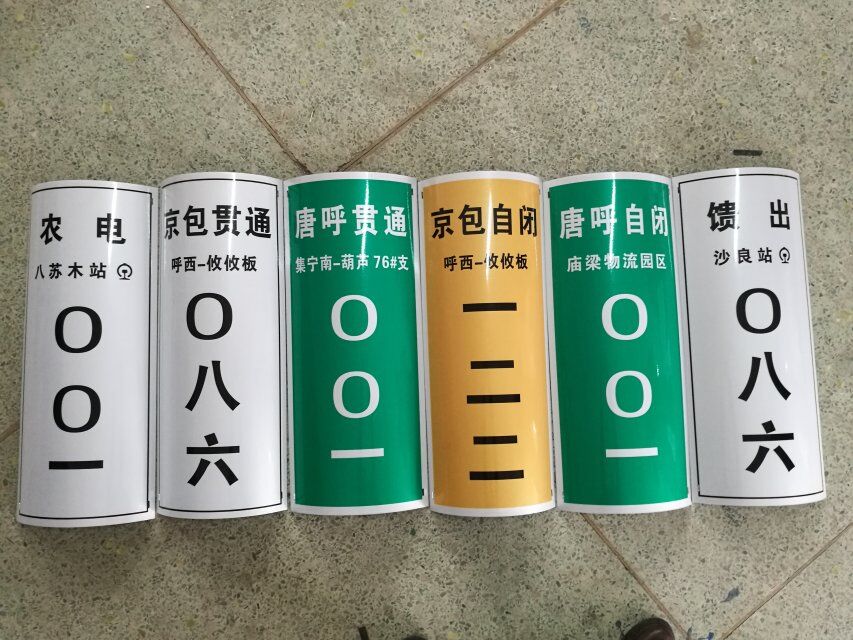 农电
八苏木站
〇
〇
一
京包贯通
呼西-攸攸板
〇
八
六
唐呼贯通
集宁南-葫芦76#支
〇
〇
一
京包自闭
呼西-攸攸板
一
二
二
唐呼自闭
庙梁物流园区
〇
〇
一
馈出
沙良站
〇
八
六